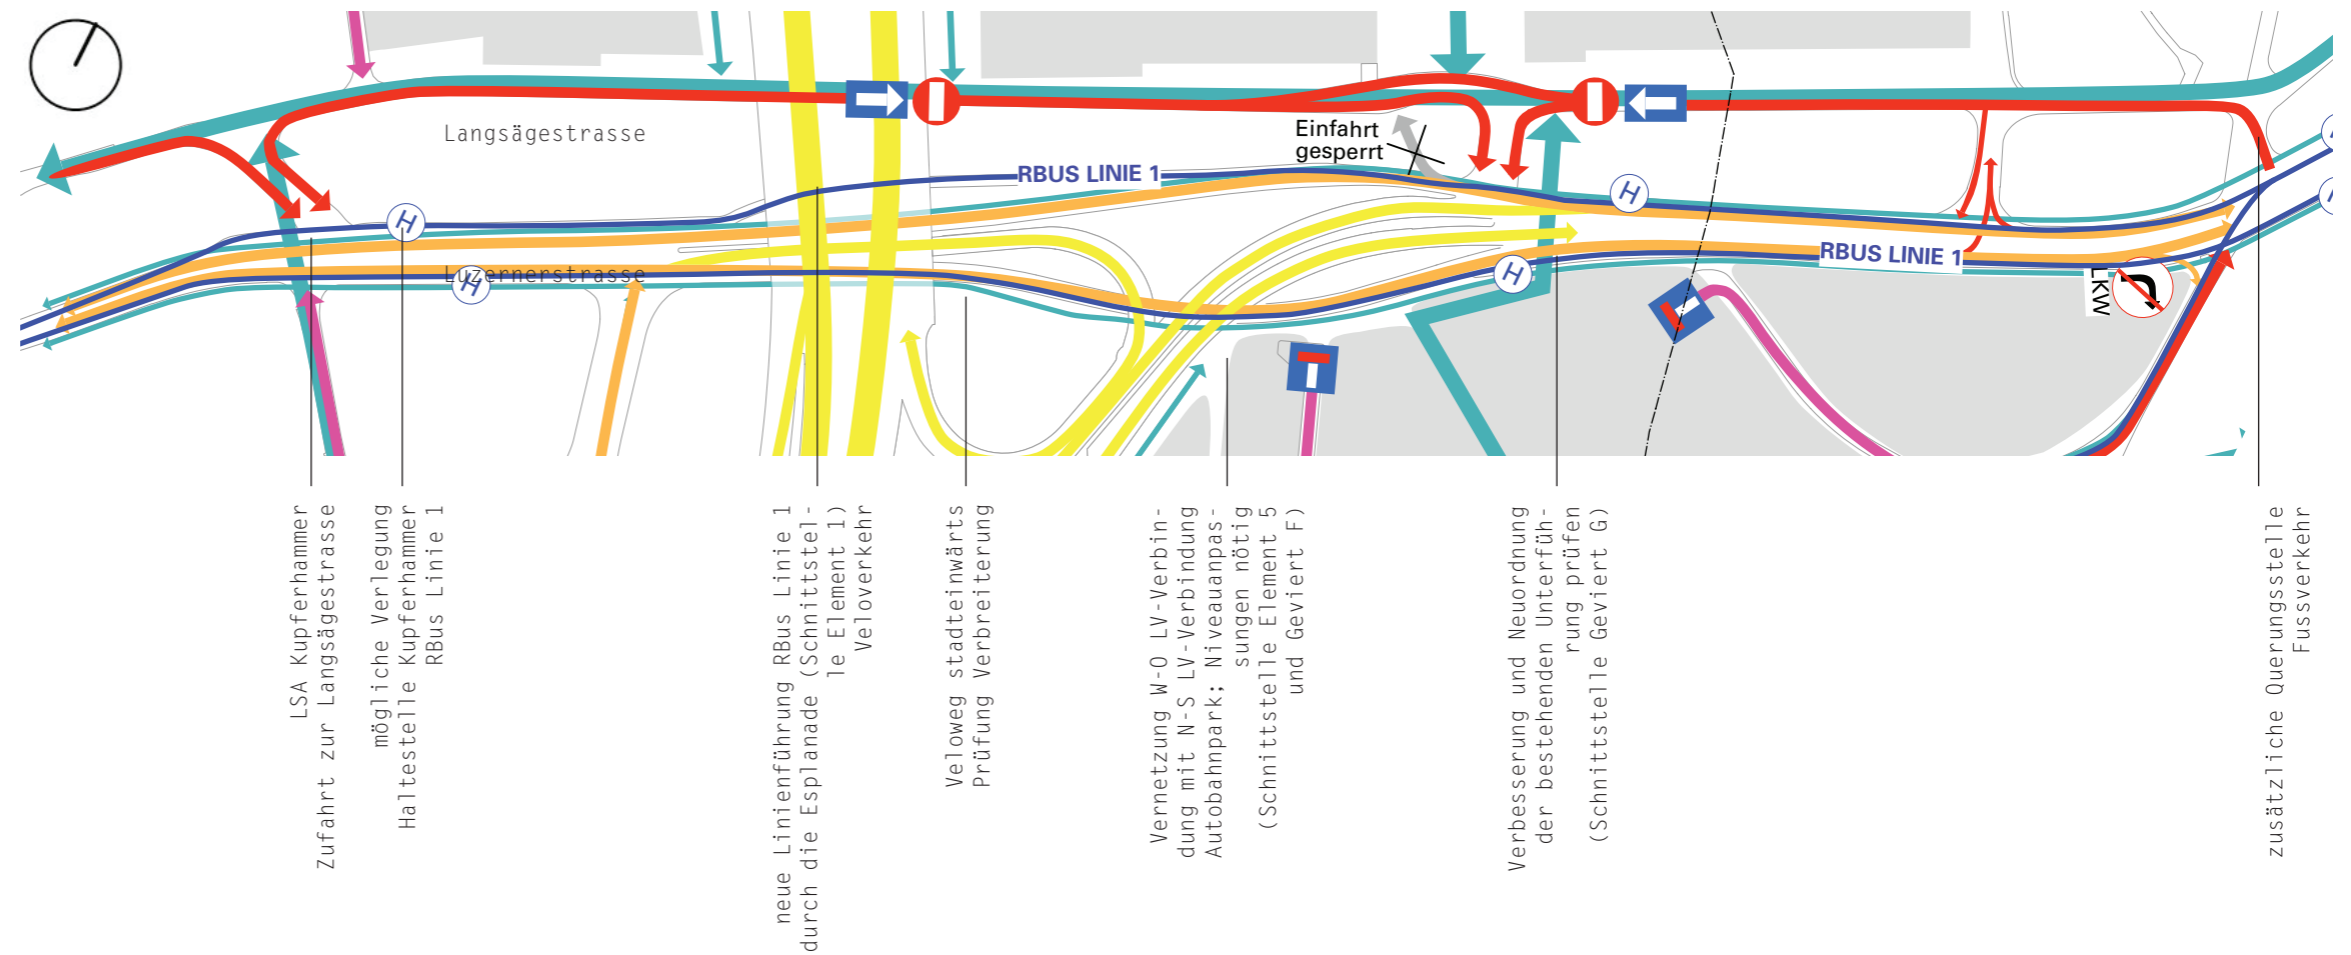 Langsägestrasse
Einfahrt
gesperrt
RBUS LINIE 1
H
H
H
Luzernerstrasse
H
H
RBUS LINIE 1
LKW
LSA Kupferhammer
Zufahrt zur Langsägestrasse
mögliche Verlegung
Haltestelle Kupferhammer
RBus Linie 1
neue Linienführung RBus Linie 1
durch die Esplanade (Schnittstel-
le Element 1)
Veloverkehr
Veloweg stadteinwärts
Prüfung Verbreiterung
Vernetzung W-O LV-Verbin-
dung mit N-S LV-Verbindung
Autobahnpark; Niveauanpas-
sungen nötig
(Schnittstelle Element 5
und Geviert F)
Verbesserung und Neuordnung
der bestehenden Unterfüh-
rung prüfen
(Schnittstelle Geviert G)
zusätzliche Querungsstelle
Fussverkehr